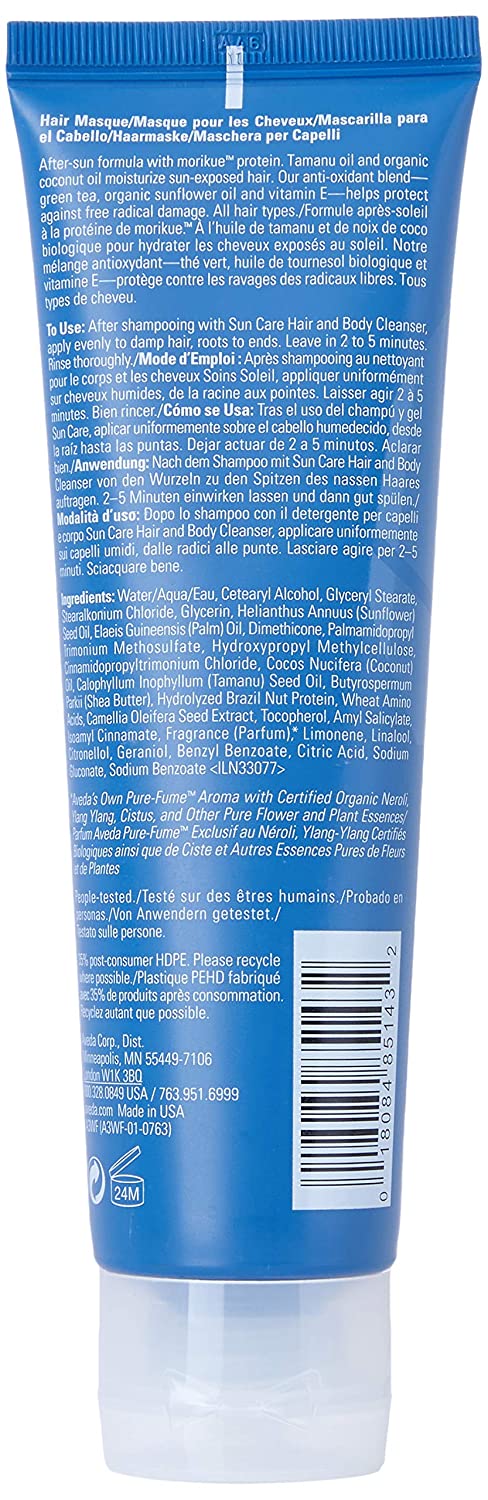 AA6
Hair Masque/Masque pour les Cheveux/Mascarilla para
el Cabello/Haarmaske/Maschera per Capelli
After-sun formula with morikue™ protein. Tamanu oil and organic
coconut oil moisturize sun-exposed hair. Our anti-oxidant blend—
green tea, organic sunflower oil and vitamin E—helps protect
against free radical damage. All hair types./Formule après-soleil
à la protéine de morikue.™ À l'huile de tamanu et de noix de coco
biologique pour hydrater les cheveux exposés au soleil. Notre
mélange antioxydant—thé vert, huile de tournesol biologique et
vitamine E—protège contre les ravages des radicaux libres. Tous
types de cheveu.
To Use: After shampooing with Sun Care Hair and Body Cleanser,
apply evenly to damp hair, roots to ends. Leave in 2 to 5 minutes.
Rinse thoroughly./Mode d'Emploi : Après shampooing au nettoyant
pour le corps et les cheveux Soins Soleil, appliquer uniformément
sur cheveux humides, de la racine aux pointes. Laisser agir 2 à 5
minutes. Bien rincer./Cómo se Usa: Tras el uso del champú y gel
Sun Care, aplicar uniformemente sobre el cabello humedecido, desde
la raíz hasta las puntas. Dejar actuar de 2 a 5 minutos. Aclarar
bien./Anwendung: Nach dem Shampoo mit Sun Care Hair and Body
Cleanser von den Wurzeln zu den Spitzen des nassen Haares
auftragen. 2–5 Minuten einwirken lassen und dann gut spülen./
Modalità d'uso: Dopo lo shampoo con il detergente per capelli
e corpo Sun Care Hair and Body Cleanser, applicare uniformemente
sui capelli umidi, dalle radici alle punte. Lasciare agire per 2–5
minuti. Sciacquare bene.
Ingredients: Water/Aqua/Eau, Cetearyl Alcohol, Glyceryl Stearate,
Stearalkonium Chloride, Glycerin, Helianthus Annuus (Sunflower)
Seed Oil, Elaeis Guineensis (Palm) Oil, Dimethicone, Palmamidopropyl
Trimonium Methosulfate, Hydroxypropyl Methylcellulose,
Cinnamidopropyltrimonium Chloride, Cocos Nucifera (Coconut)
Oil, Calophyllum Inophyllum (Tamanu) Seed Oil, Butyrospermum
Parkii (Shea Butter), Hydrolyzed Brazil Nut Protein, Wheat Amino
Acids, Camellia Oleifera Seed Extract, Tocopherol, Amyl Salicylate,
Isoamyl Cinnamate, Fragrance (Parfum),* Limonene, Linalool,
Citronellol, Geraniol, Benzyl Benzoate, Citric Acid, Sodium
Gluconate, Sodium Benzoate <ILN33077>
*Aveda's Own Pure-Fume™ Aroma with Certified Organic Neroli,
Ylang Ylang, Cistus, and Other Pure Flower and Plant Essences/
Parfum Aveda Pure-Fume™ Exclusif au Néroli, Ylang-Ylang Certifiés
Biologiques ainsi que de Ciste et Autres Essences Pures de Fleurs
et de Plantes
People-tested./Testé sur des êtres humains./Probado en
personas./Von Anwendern getestet./
Testato sulle persone.
35% post-consumer HDPE. Please recycle
where possible./Plastique PEHD fabriqué
avec 35% de produits après consommation.
Recyclez autant que possible.
Aveda Corp., Dist.
Minneapolis, MN 55449-7106
London W1K 3BQ
800.328.0849 USA / 763.951.6999
aveda.com Made in USA
A3WF (A3WF-01-0763)
24M
0 18084 85143 2